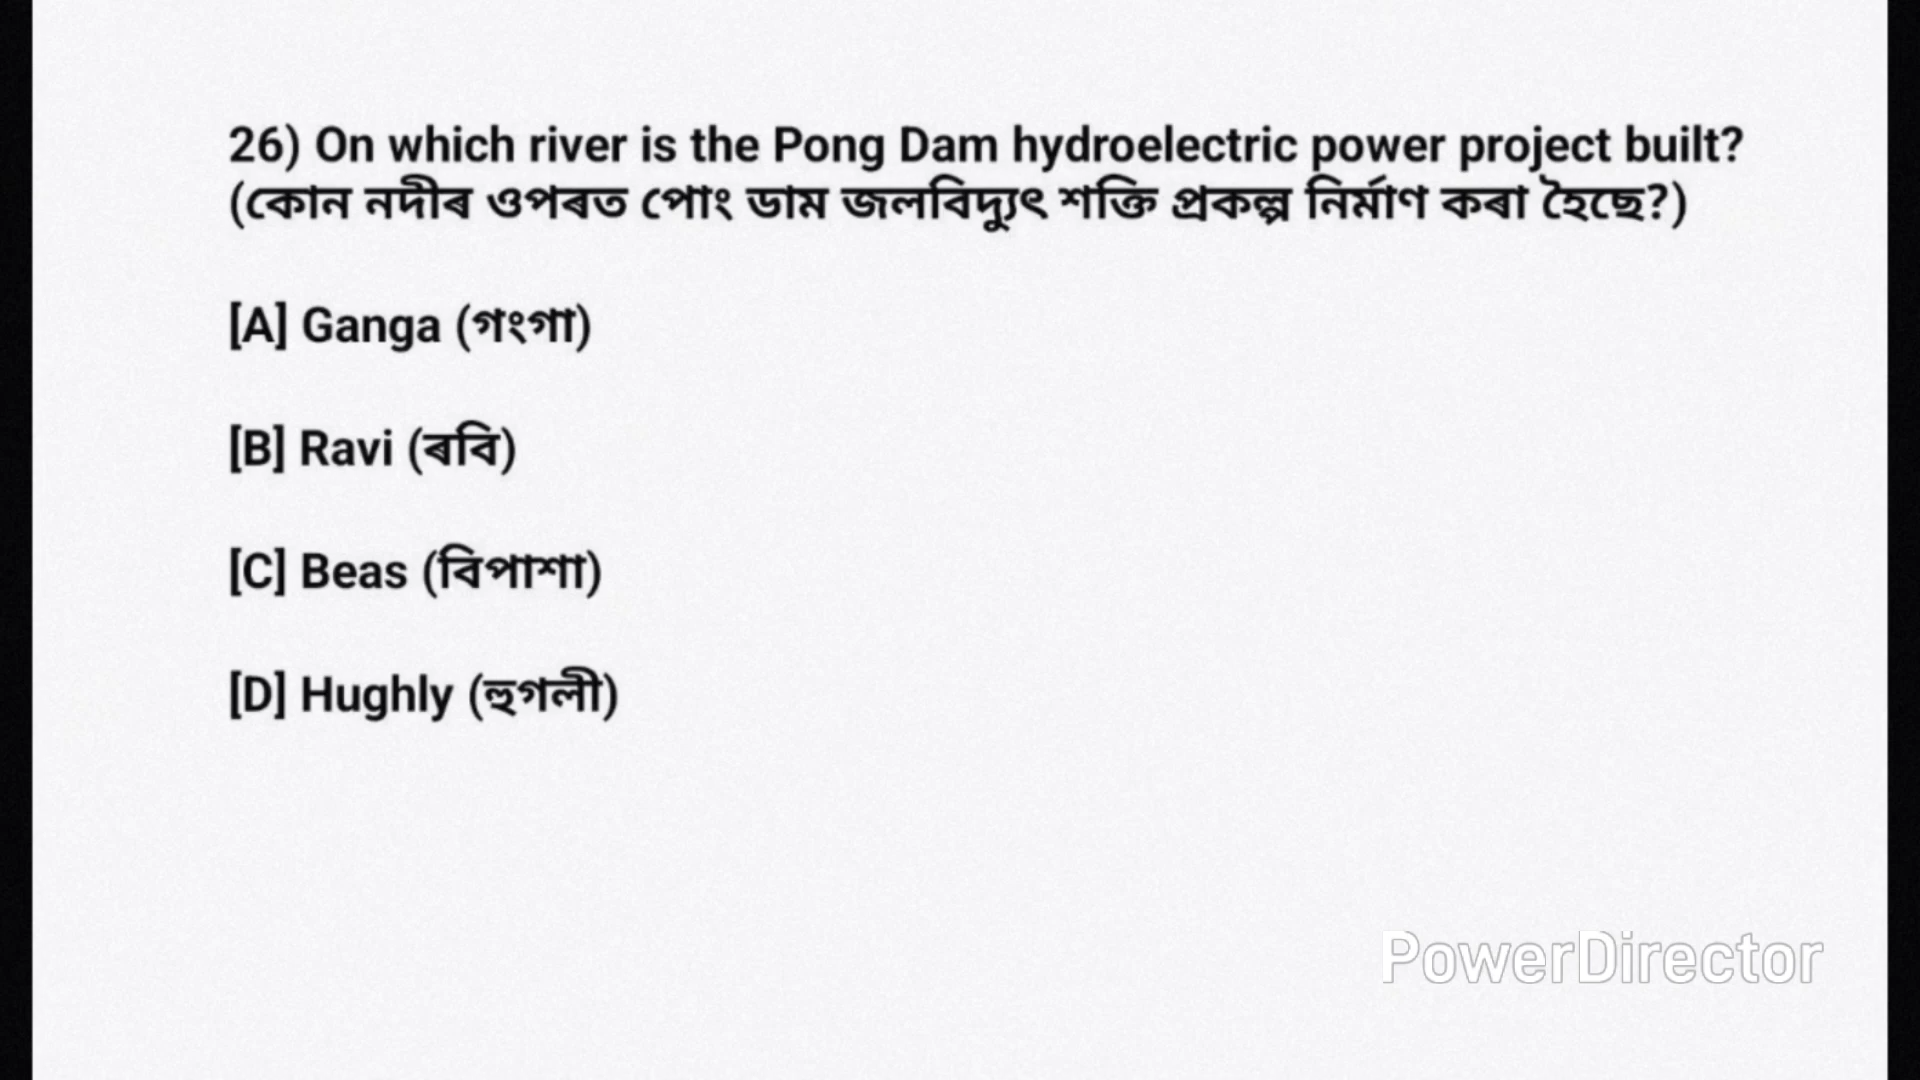 26) On which river is the Pong Dam hydroelectric power project built?
(কোন নদীৰ ওপৰত পোং ডাম জলবিদ্যুৎ শক্তি প্ৰকল্প নিৰ্মাণ কৰা হৈছে?)
[A] Ganga (গংগা)
[B] Ravi (ৰবি)
[C] Beas (বিপাশা)
[D] Hughly (হুগলী)
PowerDirector